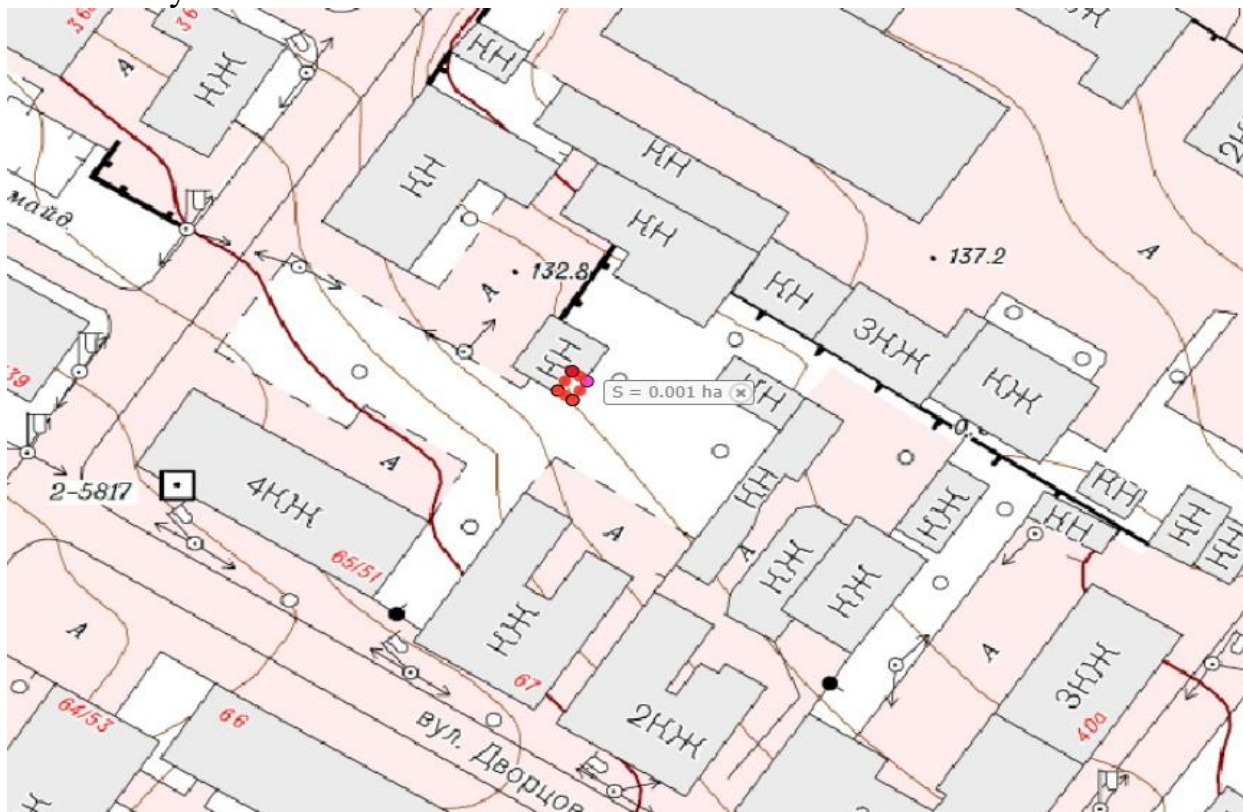 КЖ
КН
КН
КН
КН
майд.
132.8
137.2
А
А
А
КН
3КЖ
КЖ
КН
КН
S = 0.001 ha
2-5817
4КЖ
А
65/51
КН
КЖ
КН
КН
КН
КН
А
А
КЖ
КЖ
КЖ
67
А
А
64/53
66
2КЖ
3КЖ
40а
вул. Дворцов